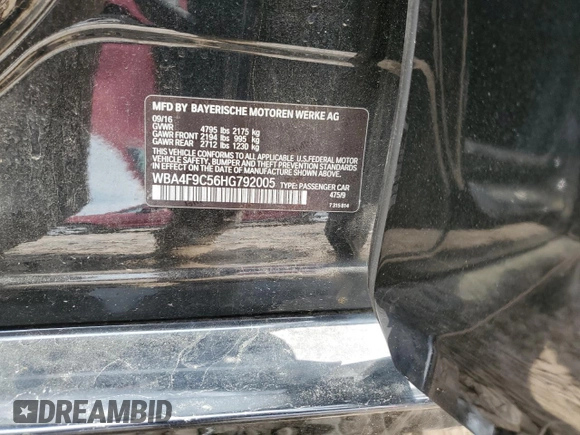 MFD BY BAYERISCHE MOTOREN WERKE AG
09/16
GVWR 4795 lbs 2175 kg
GAWR FRONT 2194 lbs 995 kg
GAWR REAR 2712 lbs 1230 kg
THIS VEHICLE CONFORMS TO ALL APPLICABLE U.S. FEDERAL MOTOR
VEHICLE SAFETY, BUMPER AND THEFT PREVENTION STANDARDS IN
EFFECT ON THE DATE OF MANUFACTURE SHOWN ABOVE.
WBA4F9C56HG792005 TYPE: PASSENGER CAR
475/9
7 315 814
DREAMBID